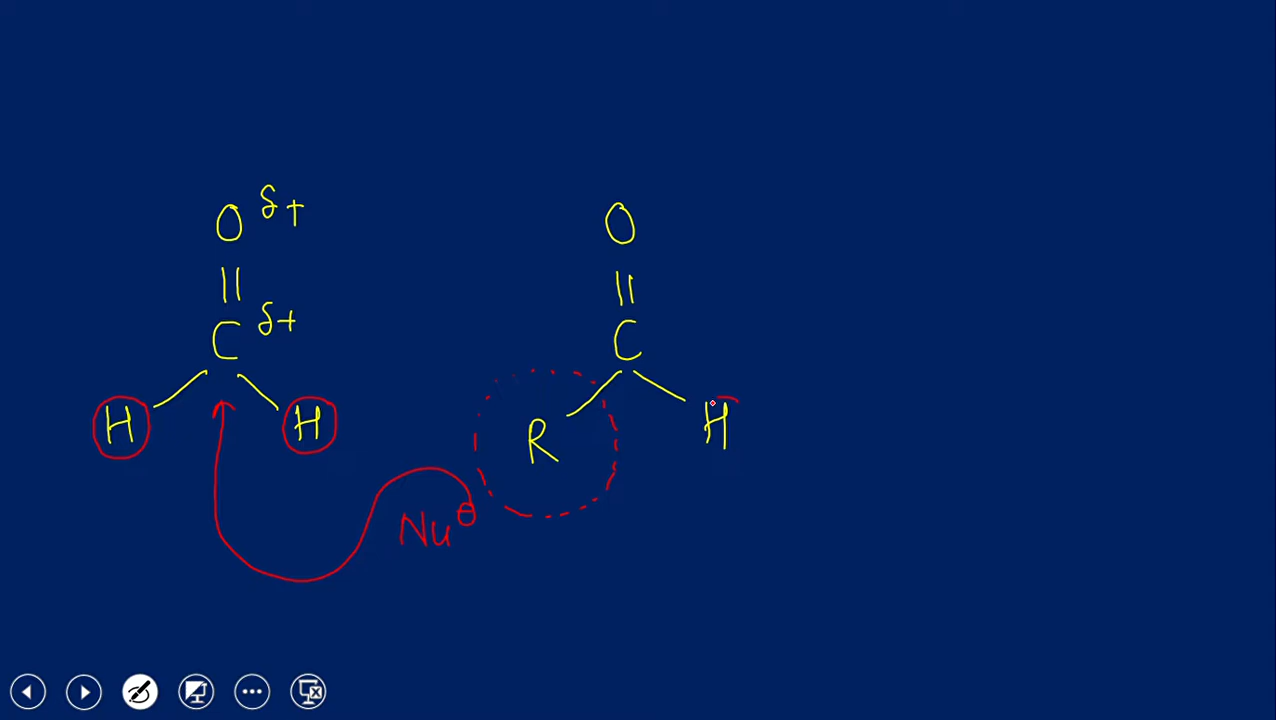 O δ+ O
|| ||
C δ+ C
H H R H
Nu⊖